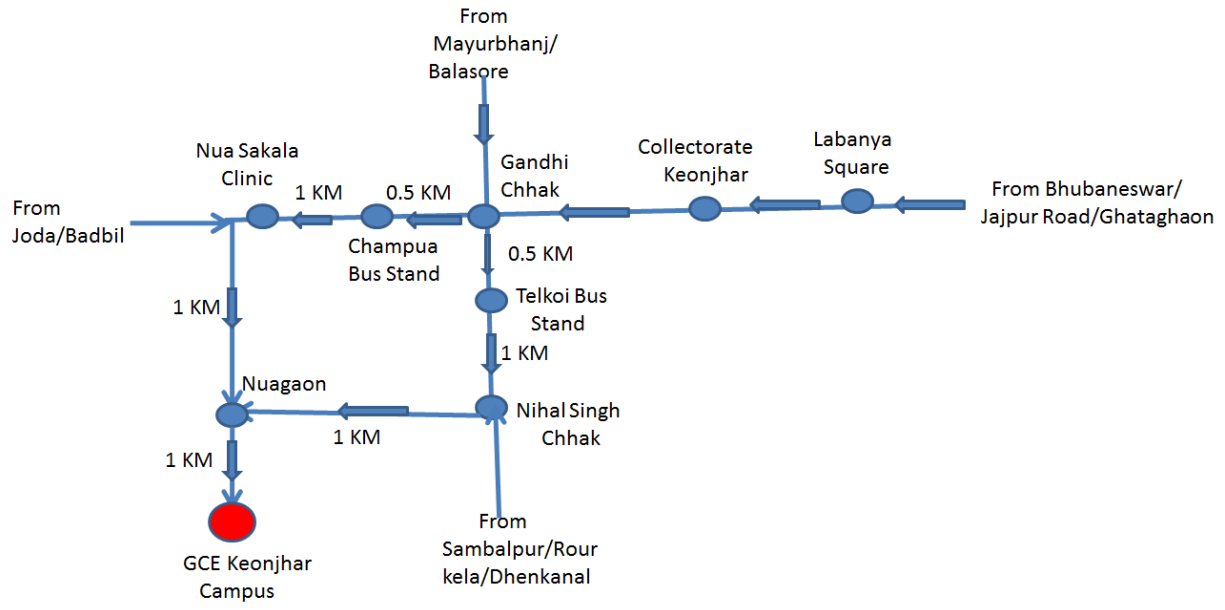 From
Mayurbhanj/
Balasore
Nua Sakala
Clinic
Gandhi
Chhak
Collectorate
Keonjhar
Labanya
Square
From
Joda/Badbil
1 KM
0.5 KM
From Bhubaneswar/
Jajpur Road/Ghataghaon
Champua
Bus Stand
0.5 KM
Telkoi Bus
Stand
1 KM
1 KM
Nuagaon
Nihal Singh
Chhak
1 KM
1 KM
From
Sambalpur/Rour
kela/Dhenkanal
GCE Keonjhar
Campus